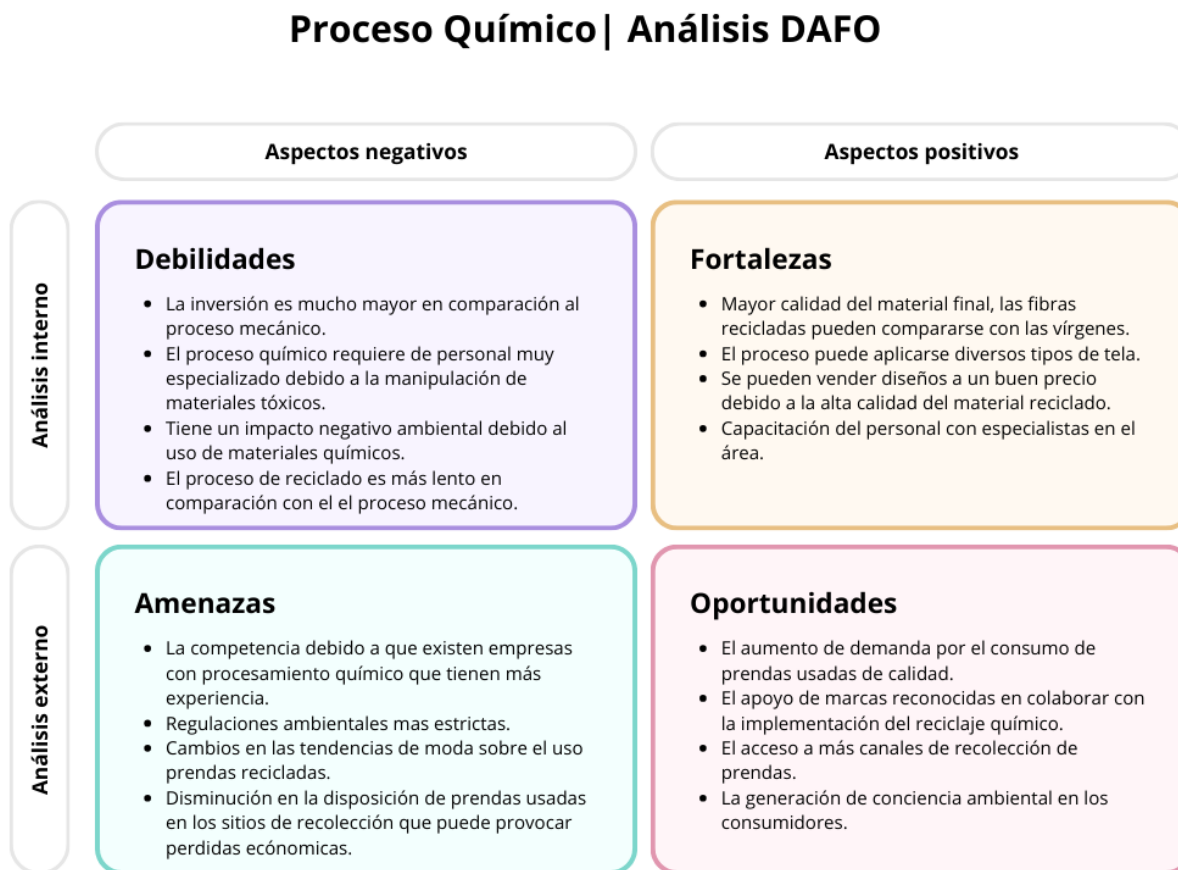 Proceso Químico| Análisis DAFO
Aspectos negativos
Aspectos positivos
Análisis interno
Debilidades
• La inversión es mucho mayor en comparación al
proceso mecánico.
• El proceso químico requiere de personal muy
especializado debido a la manipulación de
materiales tóxicos.
• Tiene un impacto negativo ambiental debido al
uso de materiales químicos.
• El proceso de reciclado es más lento en
comparación con el el proceso mecánico.
Fortalezas
• Mayor calidad del material final, las fibras
recicladas pueden compararse con las vírgenes.
• El proceso puede aplicarse diversos tipos de tela.
• Se pueden vender diseños a un buen precio
debido a la alta calidad del material reciclado.
• Capacitación del personal con especialistas en el
área.
Análisis externo
Amenazas
• La competencia debido a que existen empresas
con procesamiento químico que tienen más
experiencia.
• Regulaciones ambientales mas estrictas.
• Cambios en las tendencias de moda sobre el uso
prendas recicladas.
• Disminución en la disposición de prendas usadas
en los sitios de recolección que puede provocar
perdidas ecónomicas.
Oportunidades
• El aumento de demanda por el consumo de
prendas usadas de calidad.
• El apoyo de marcas reconocidas en colaborar con
la implementación del reciclaje químico.
• El acceso a más canales de recolección de
prendas.
• La generación de conciencia ambiental en los
consumidores.